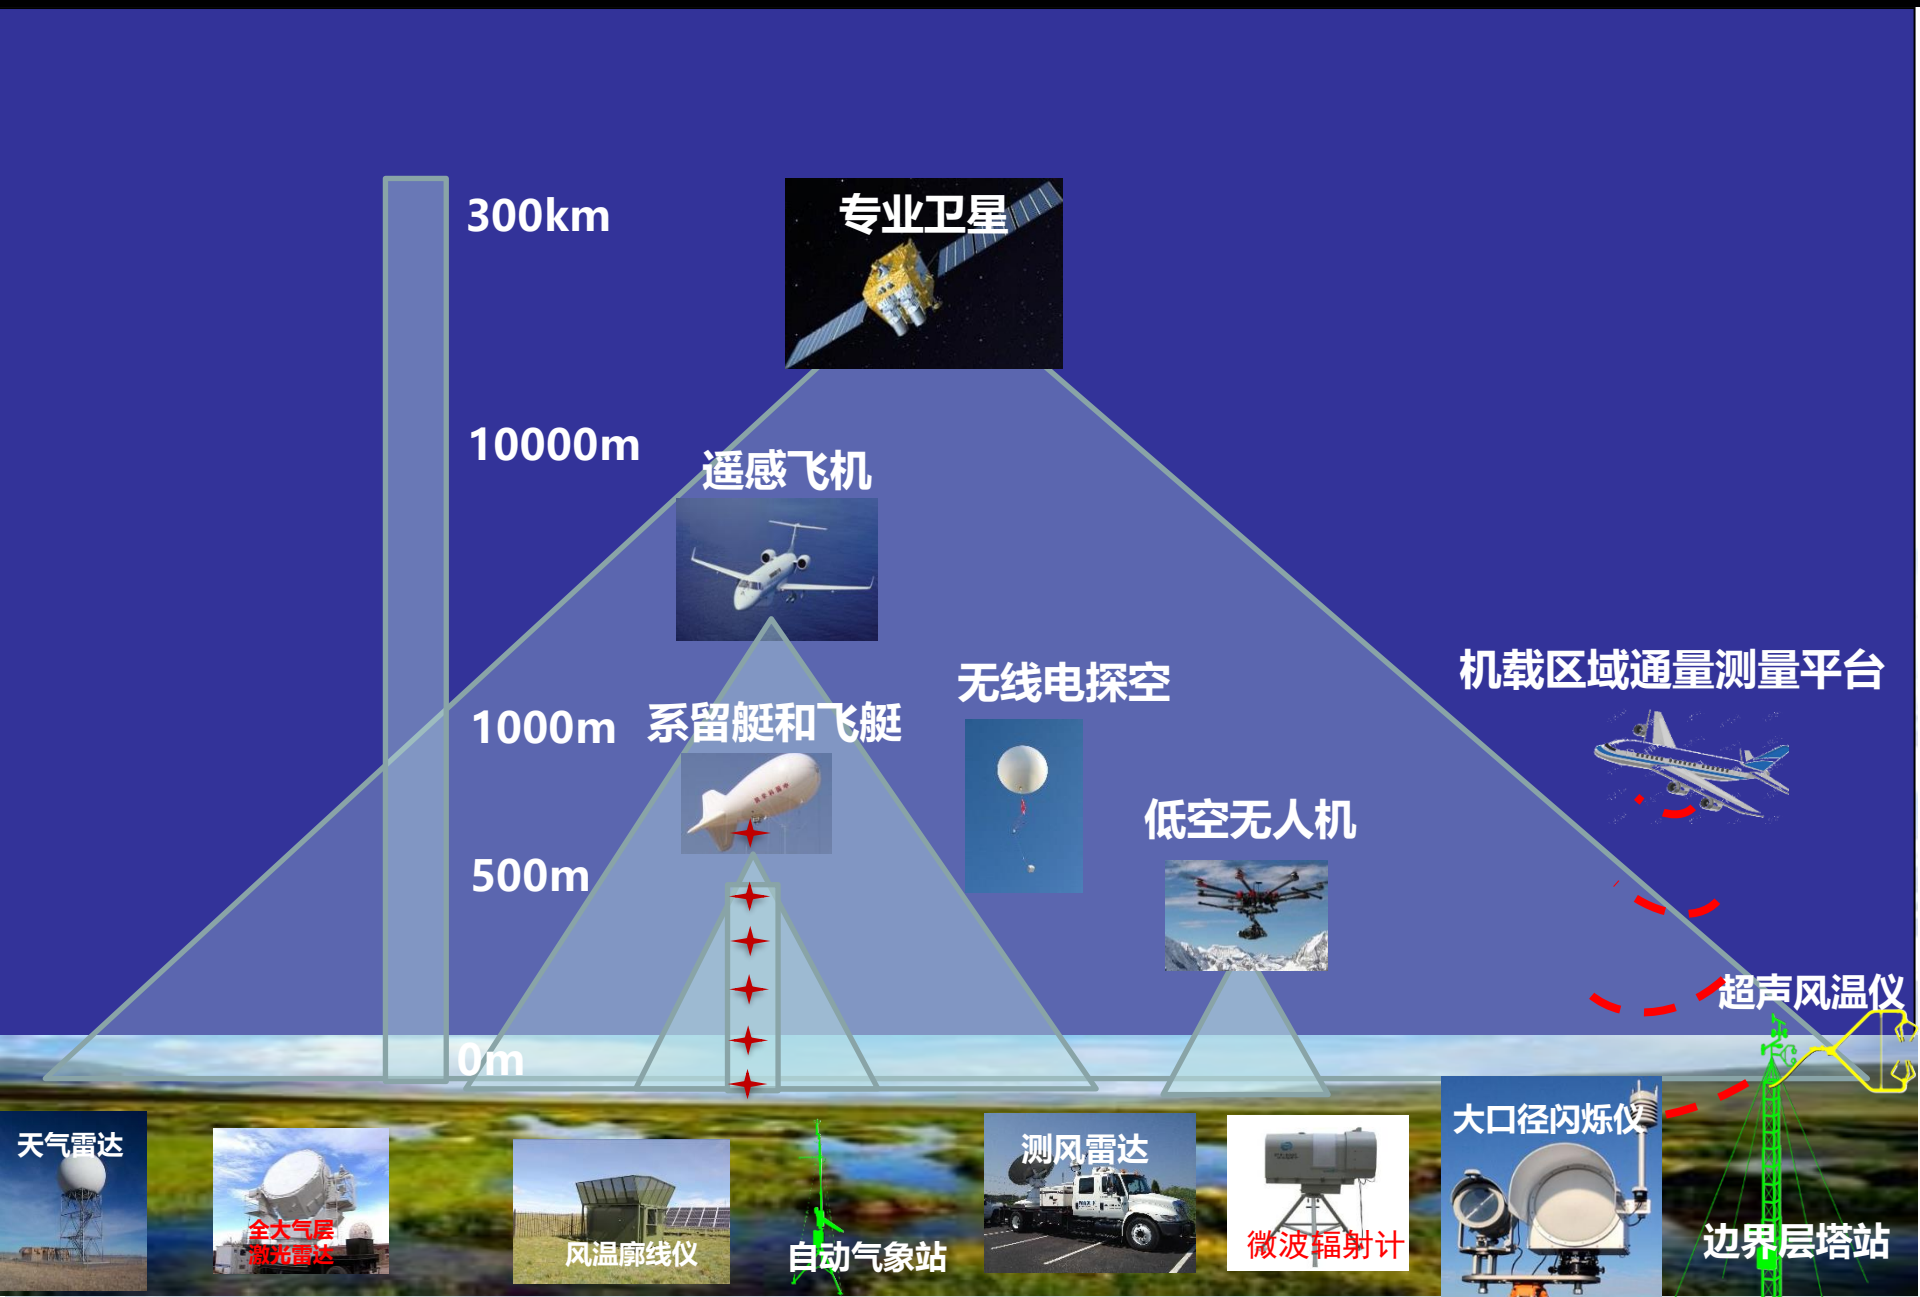 300km
专业卫星
10000m
遥感飞机
机载区域通量测量平台
无线电探空
1000m
系留艇和飞艇
低空无人机
500m
超声风温仪
0m
大口径闪烁仪
天气雷达
测风雷达
全大气层
激光雷达
风温廓线仪
自动气象站
微波辐射计
边界层塔站